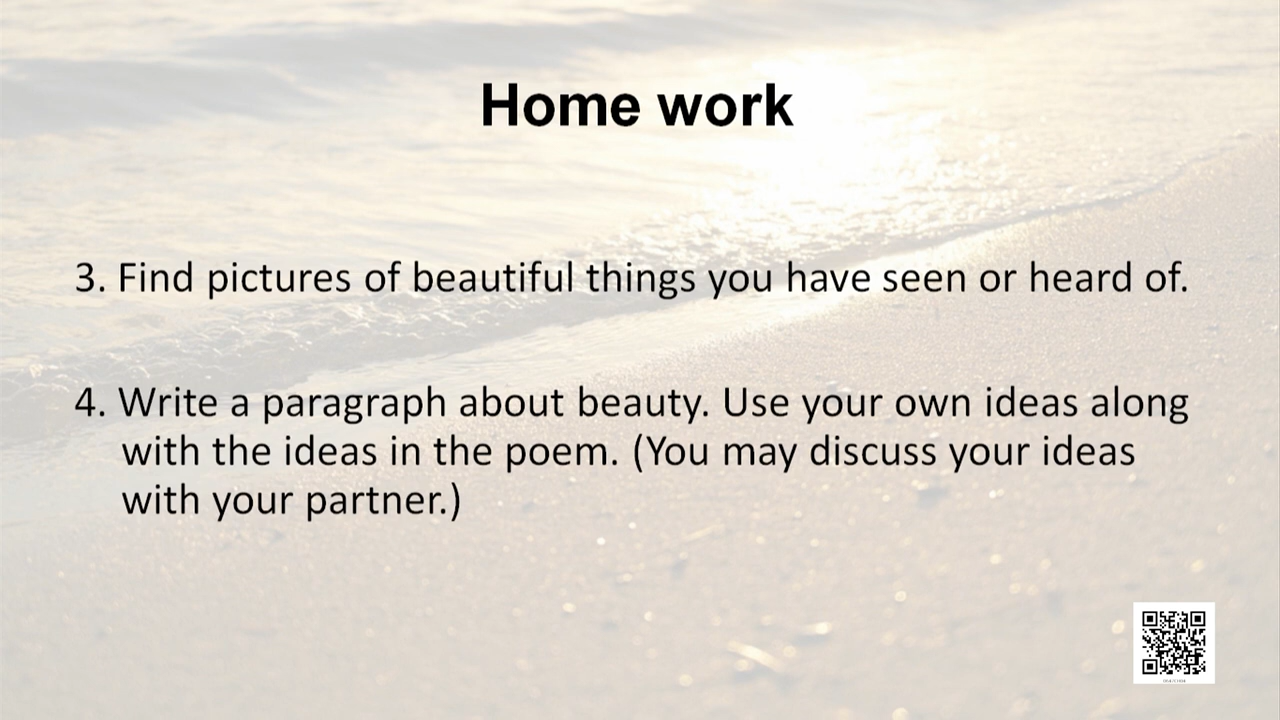 Home work
3. Find pictures of beautiful things you have seen or heard of.
4. Write a paragraph about beauty. Use your own ideas along
with the ideas in the poem. (You may discuss your ideas
with your partner.)